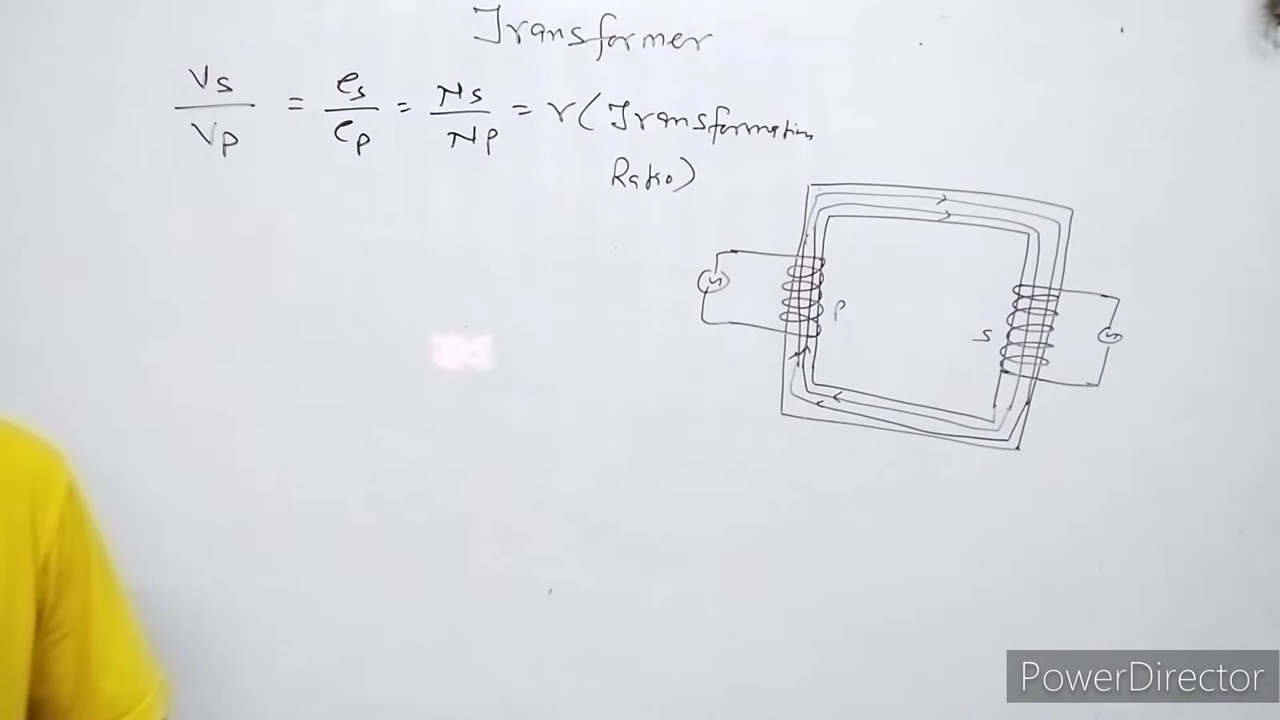 Transformer
Vs/Vp = es/ep = Ns/Np = r (Transformation
Ratio)
P
S
PowerDirector